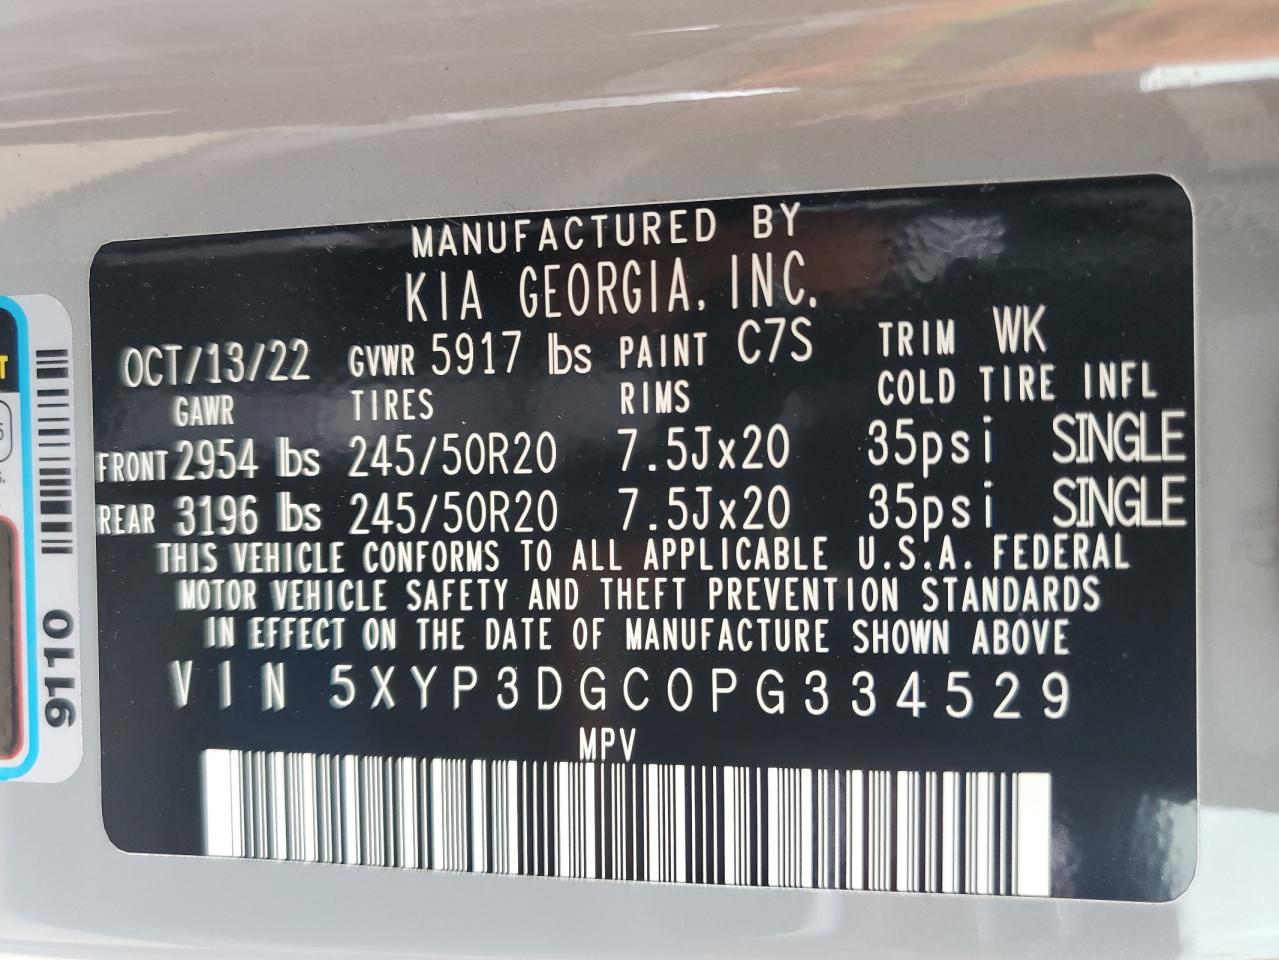 MANUFACTURED BY
KIA GEORGIA, INC.
OCT/13/22 GVWR 5917 lbs PAINT C7S TRIM WK
GAWR TIRES RIMS COLD TIRE INFL
FRONT 2954 lbs 245/50R20 7.5Jx20 35psi SINGLE
REAR 3196 lbs 245/50R20 7.5Jx20 35psi SINGLE
THIS VEHICLE CONFORMS TO ALL APPLICABLE U.S.A. FEDERAL
MOTOR VEHICLE SAFETY AND THEFT PREVENTION STANDARDS
IN EFFECT ON THE DATE OF MANUFACTURE SHOWN ABOVE
VIN 5XYP3DGC0PG334529
MPV
9110